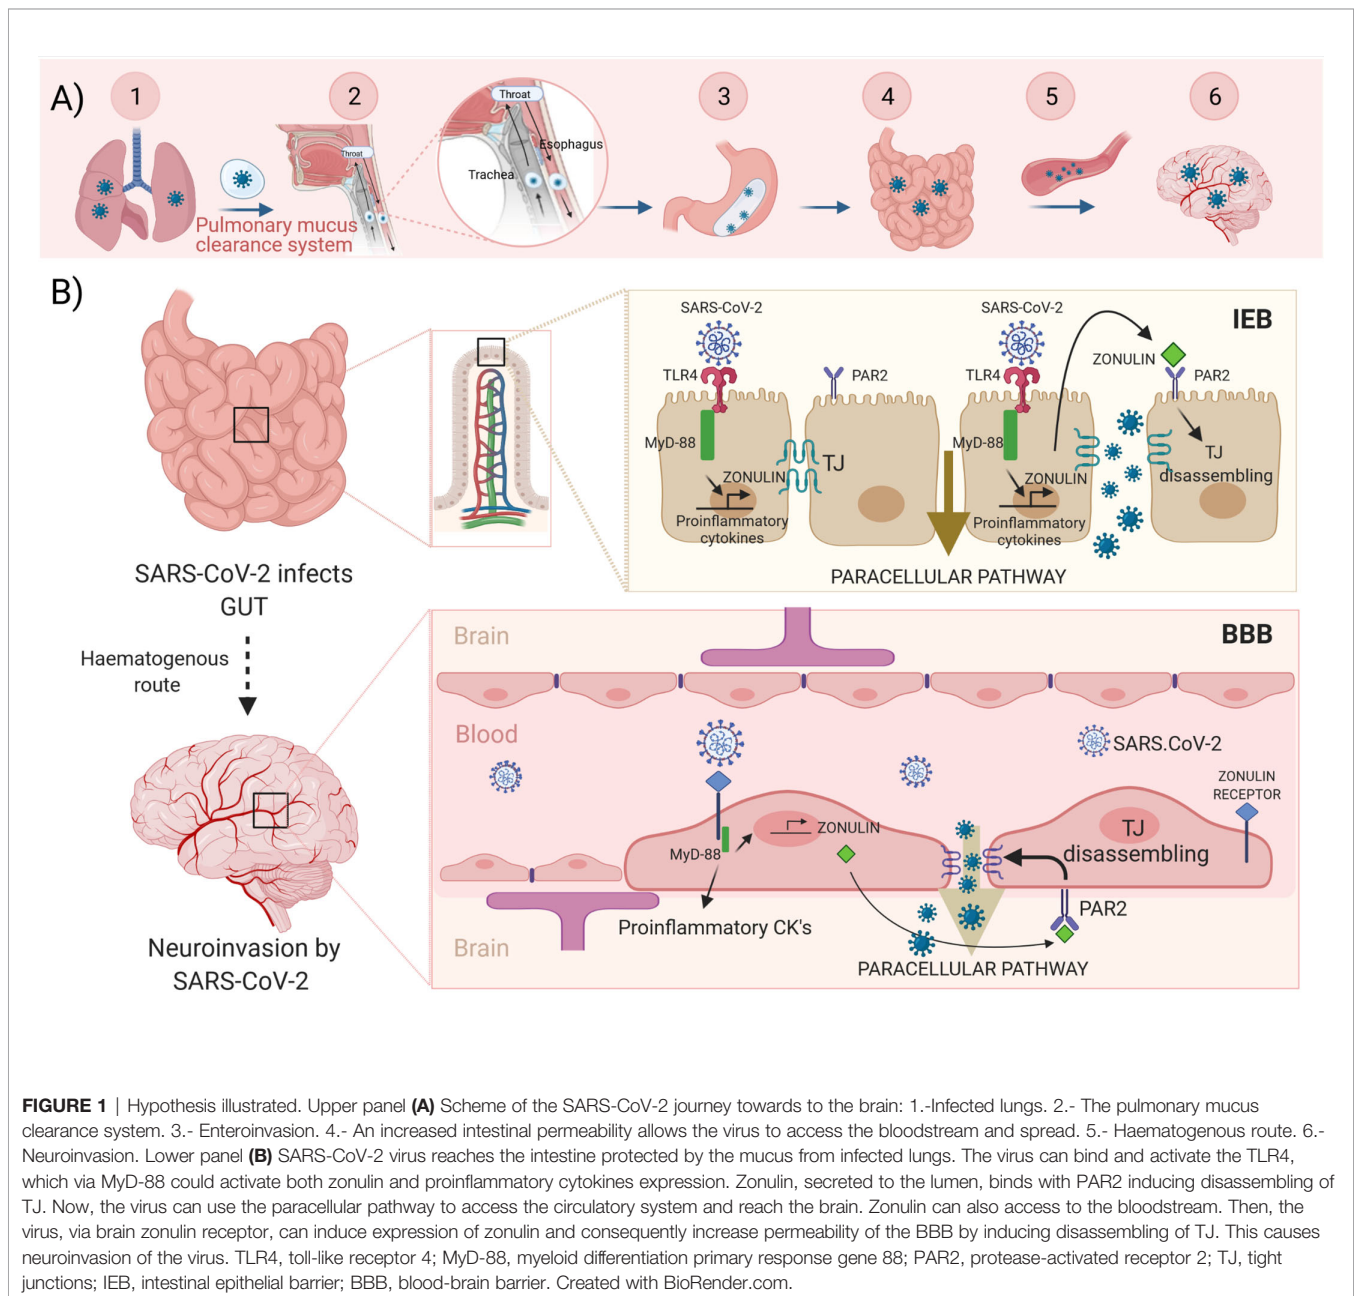 A)
1
2
3
4
5
6
Throat
Throat
Esophagus
Trachea
Pulmonary mucus
clearance system
B)
SARS-CoV-2
SARS-CoV-2
IEB
ZONULIN
TLR4
PAR2
TLR4
PAR2
MyD-88
MyD-88
TJ
TJ
disassembling
ZONULIN
ZONULIN
Proinflammatory
cytokines
Proinflammatory
cytokines
PARACELLULAR PATHWAY
SARS-CoV-2 infects
GUT
Haematogenous
route
Neuroinvasion by
SARS-CoV-2
Brain
BBB
Blood
SARS.CoV-2
ZONULIN
RECEPTOR
ZONULIN
MyD-88
TJ
disassembling
PAR2
Proinflammatory CK's
Brain
PARACELLULAR PATHWAY
FIGURE 1 | Hypothesis illustrated. Upper panel (A) Scheme of the SARS-CoV-2 journey towards to the brain: 1.-Infected lungs. 2.- The pulmonary mucus
clearance system. 3.- Enteroinvasion. 4.- An increased intestinal permeability allows the virus to access the bloodstream and spread. 5.- Haematogenous route. 6.-
Neuroinvasion. Lower panel (B) SARS-CoV-2 virus reaches the intestine protected by the mucus from infected lungs. The virus can bind and activate the TLR4,
which via MyD-88 could activate both zonulin and proinflammatory cytokines expression. Zonulin, secreted to the lumen, binds with PAR2 inducing disassembling of
TJ. Now, the virus can use the paracellular pathway to access the circulatory system and reach the brain. Zonulin can also access to the bloodstream. Then, the
virus, via brain zonulin receptor, can induce expression of zonulin and consequently increase permeability of the BBB by inducing disassembling of TJ. This causes
neuroinvasion of the virus. TLR4, toll-like receptor 4; MyD-88, myeloid differentiation primary response gene 88; PAR2, protease-activated receptor 2; TJ, tight
junctions; IEB, intestinal epithelial barrier; BBB, blood-brain barrier. Created with BioRender.com.